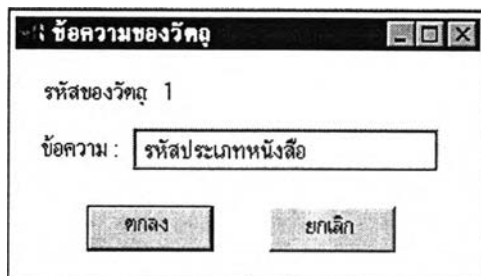 ข้อความของวัตถุ
รหัสของวัตถุ 1
ข้อความ : รหัสประเภทหนังสือ
ตกลง ยกเลิก